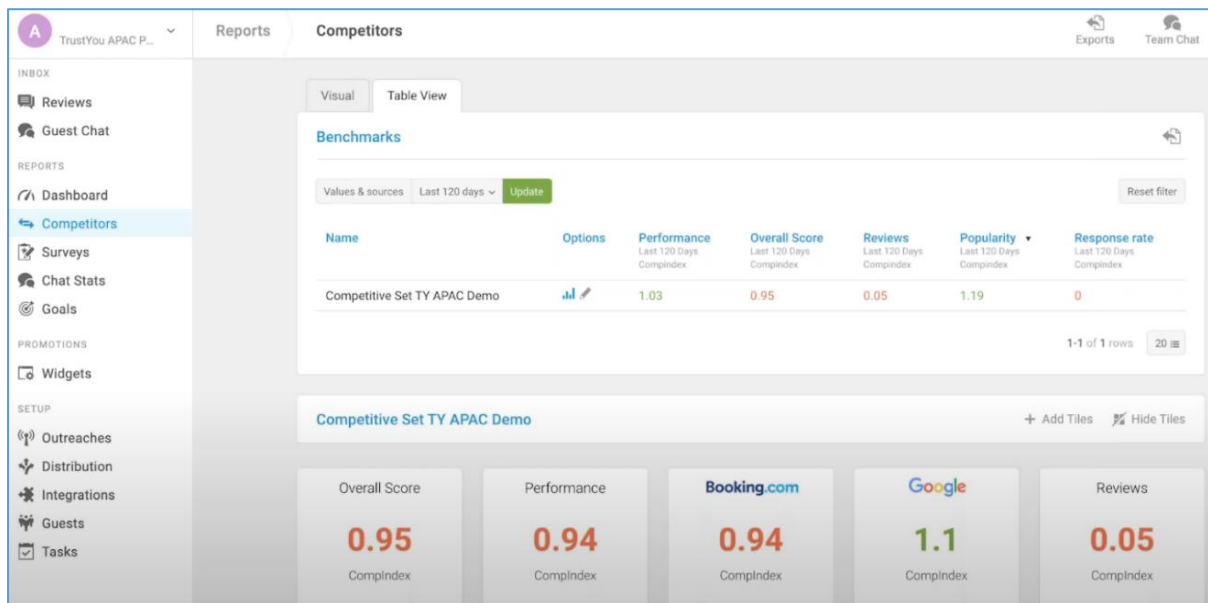 A
TrustYou APAC P...
Reports
Competitors
Exports
Team Chat
INBOX
Reviews
Guest Chat
REPORTS
Dashboard
Competitors
Surveys
Chat Stats
Goals
PROMOTIONS
Widgets
SETUP
Outreaches
Distribution
Integrations
Guests
Tasks
Visual
Table View
Benchmarks
Values & sources
Last 120 days
Update
Reset filter
Name
Options
Performance
Last 120 Days
Compindex
Overall Score
Last 120 Days
Compindex
Reviews
Last 120 Days
Compindex
Popularity
Last 120 Days
Compindex
Response rate
Last 120 Days
Compindex
Competitive Set TY APAC Demo
1.03
0.95
0.05
1.19
0
1-1 of 1 rows
20
Competitive Set TY APAC Demo
+ Add Tiles
Hide Tiles
Overall Score
0.95
CompIndex
Performance
0.94
CompIndex
Booking.com
0.94
CompIndex
Google
1.1
CompIndex
Reviews
0.05
CompIndex